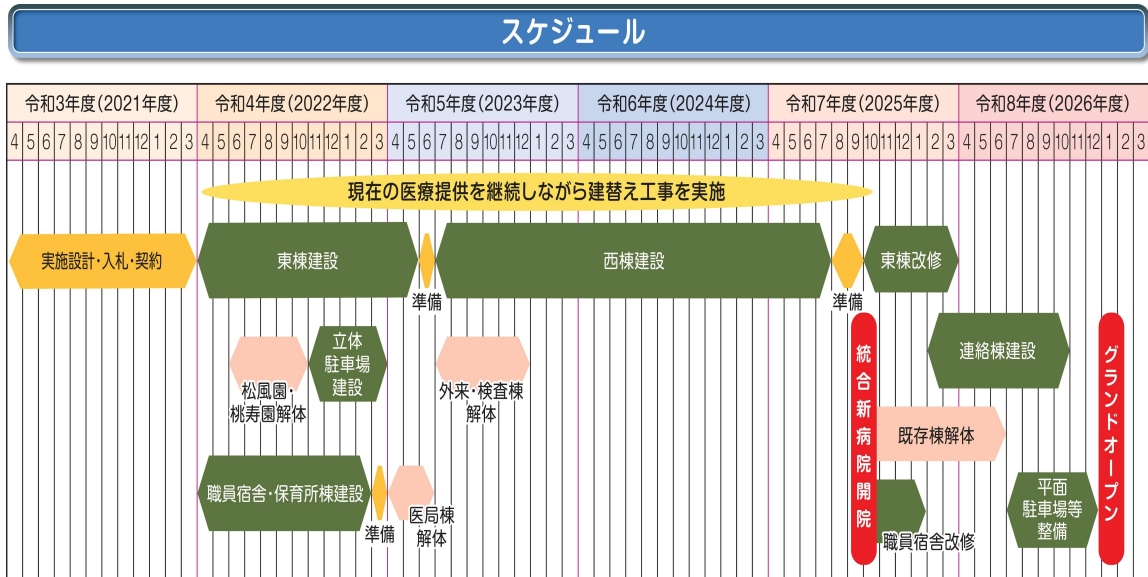 スケジュール
令和3年度(2021年度) 令和4年度(2022年度) 令和5年度(2023年度) 令和6年度(2024年度) 令和7年度(2025年度) 令和8年度(2026年度)
4 5 6 7 8 9 10 11 12 1 2 3 4 5 6 7 8 9 10 11 12 1 2 3 4 5 6 7 8 9 10 11 12 1 2 3 4 5 6 7 8 9 10 11 12 1 2 3 4 5 6 7 8 9 10 11 12 1 2 3 4 5 6 7 8 9 10 11 12 1 2 3
現在の医療提供を継続しながら建替え工事を実施
実施設計・入札・契約
東棟建設
準備
西棟建設
準備
東棟改修
松風園・
桃寿園解体
立体
駐車場
建設
外来・検査棟
解体
統合新病院開院
連絡棟建設
グランドオープン
既存棟解体
職員宿舎・保育所棟建設
準備
医局棟
解体
職員宿舎改修
平面
駐車場等
整備